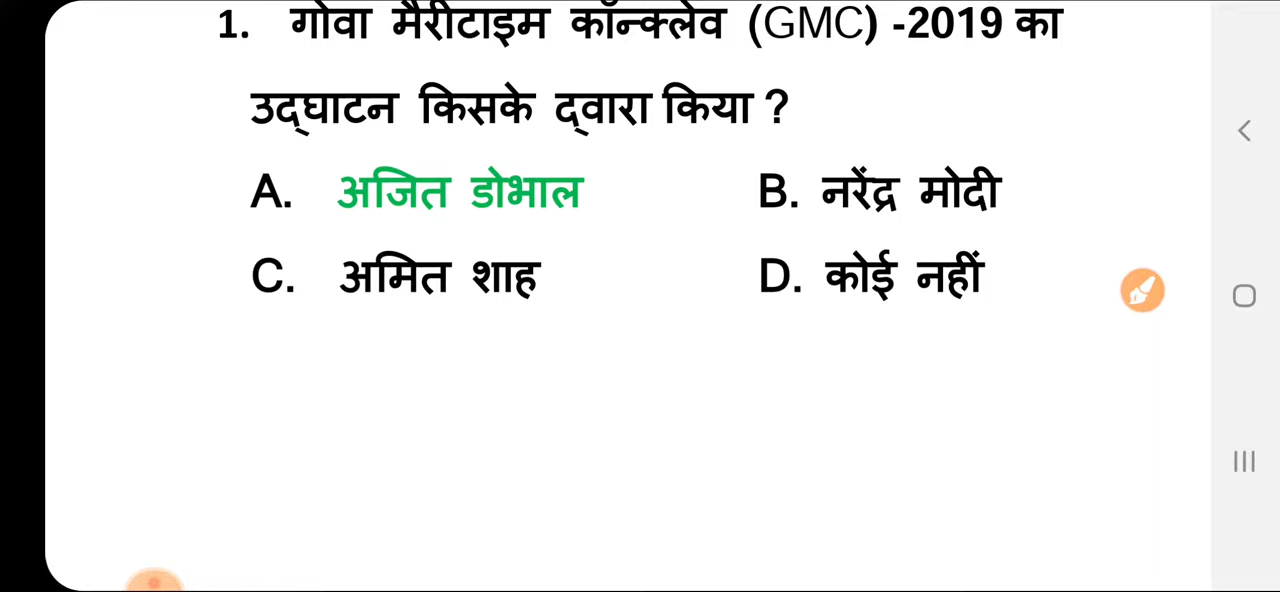 1. गोवा मैरीटाइम कॉन्क्लेव (GMC) -2019 का
उद्घाटन किसके द्वारा किया ?
A. अजित डोभाल B. नरेंद्र मोदी
C. अमित शाह D. कोई नहीं